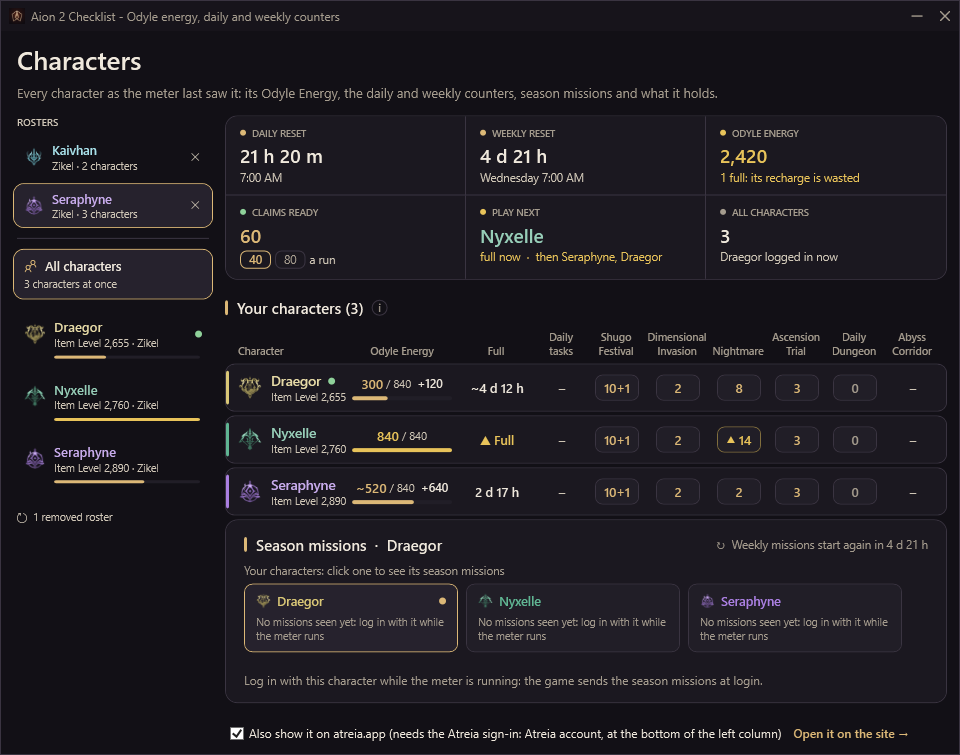 Aion 2 Checklist - Odyle energy, daily and weekly counters
Characters
Every character as the meter last saw it: its Odyle Energy, the daily and weekly counters, season missions and what it holds.
ROSTERS
Kaivhan
Zikel · 2 characters
Seraphyne
Zikel · 3 characters
All characters
3 characters at once
Draegor
Item Level 2,655 · Zikel
Nyxelle
Item Level 2,760 · Zikel
Seraphyne
Item Level 2,890 · Zikel
1 removed roster
DAILY RESET
21 h 20 m
7:00 AM
WEEKLY RESET
4 d 21 h
Wednesday 7:00 AM
ODYLE ENERGY
2,420
1 full: its recharge is wasted
CLAIMS READY
60
40 80 a run
PLAY NEXT
Nyxelle
full now · then Seraphyne, Draegor
ALL CHARACTERS
3
Draegor logged in now
Your characters (3) i
Character Odyle Energy Full Daily tasks Shugo Festival Dimensional Invasion Nightmare Ascension Trial Daily Dungeon Abyss Corridor
Draegor
Item Level 2,655
300 / 840 +120 ~4 d 12 h – 10+1 2 8 3 0 –
Nyxelle
Item Level 2,760
840 / 840 ▲ Full – 10+1 2 ▲ 14 3 0 –
Seraphyne
Item Level 2,890
~520 / 840 +640 2 d 17 h – 10+1 2 2 3 0 –
Season missions · Draegor
↻ Weekly missions start again in 4 d 21 h
Your characters: click one to see its season missions
Draegor
No missions seen yet: log in with it while
the meter runs
Nyxelle
No missions seen yet: log in with it while
the meter runs
Seraphyne
No missions seen yet: log in with it while
the meter runs
Log in with this character while the meter is running: the game sends the season missions at login.
Also show it on atreia.app (needs the Atreia sign-in: Atreia account, at the bottom of the left column) Open it on the site →